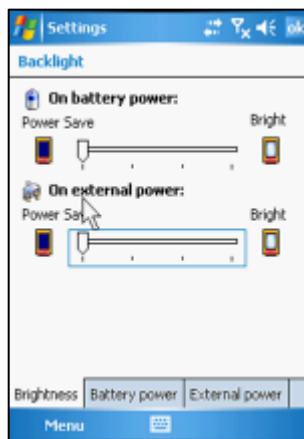 Settings ok
Backlight
On battery power:
Power Save Bright
On external power:
Power Bright
Brightness Battery power External power
Menu